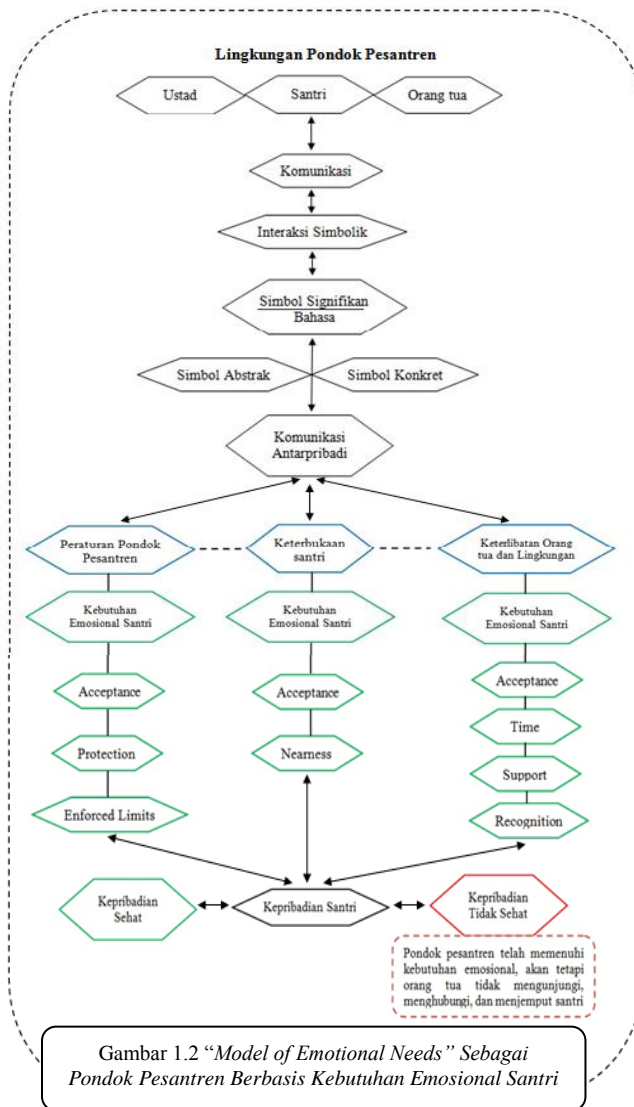 Lingkungan Pondok Pesantren
Ustad
Santri
Orang tua
Komunikasi
Interaksi Simbolik
Simbol Signifikan
Bahasa
Simbol Abstrak
Simbol Konkret
Komunikasi
Antarpribadi
Peraturan Pondok
Pesantren
Keterbukaan
santri
Keterlibatan Orang
tua dan Lingkungan
Kebutuhan
Emosional Santri
Kebutuhan
Emosional Santri
Kebutuhan
Emosional Santri
Acceptance
Acceptance
Acceptance
Time
Protection
Nearness
Support
Enforced Limits
Recognition
Kepribadian
Sehat
Kepribadian Santri
Kepribadian
Tidak Sehat
Pondok pesantren telah memenuhi
kebutuhan emosional, akan tetapi
orang tua tidak mengunjungi,
menghubungi, dan menjemput santri
Gambar 1.2 “Model of Emotional Needs” Sebagai
Pondok Pesantren Berbasis Kebutuhan Emosional Santri